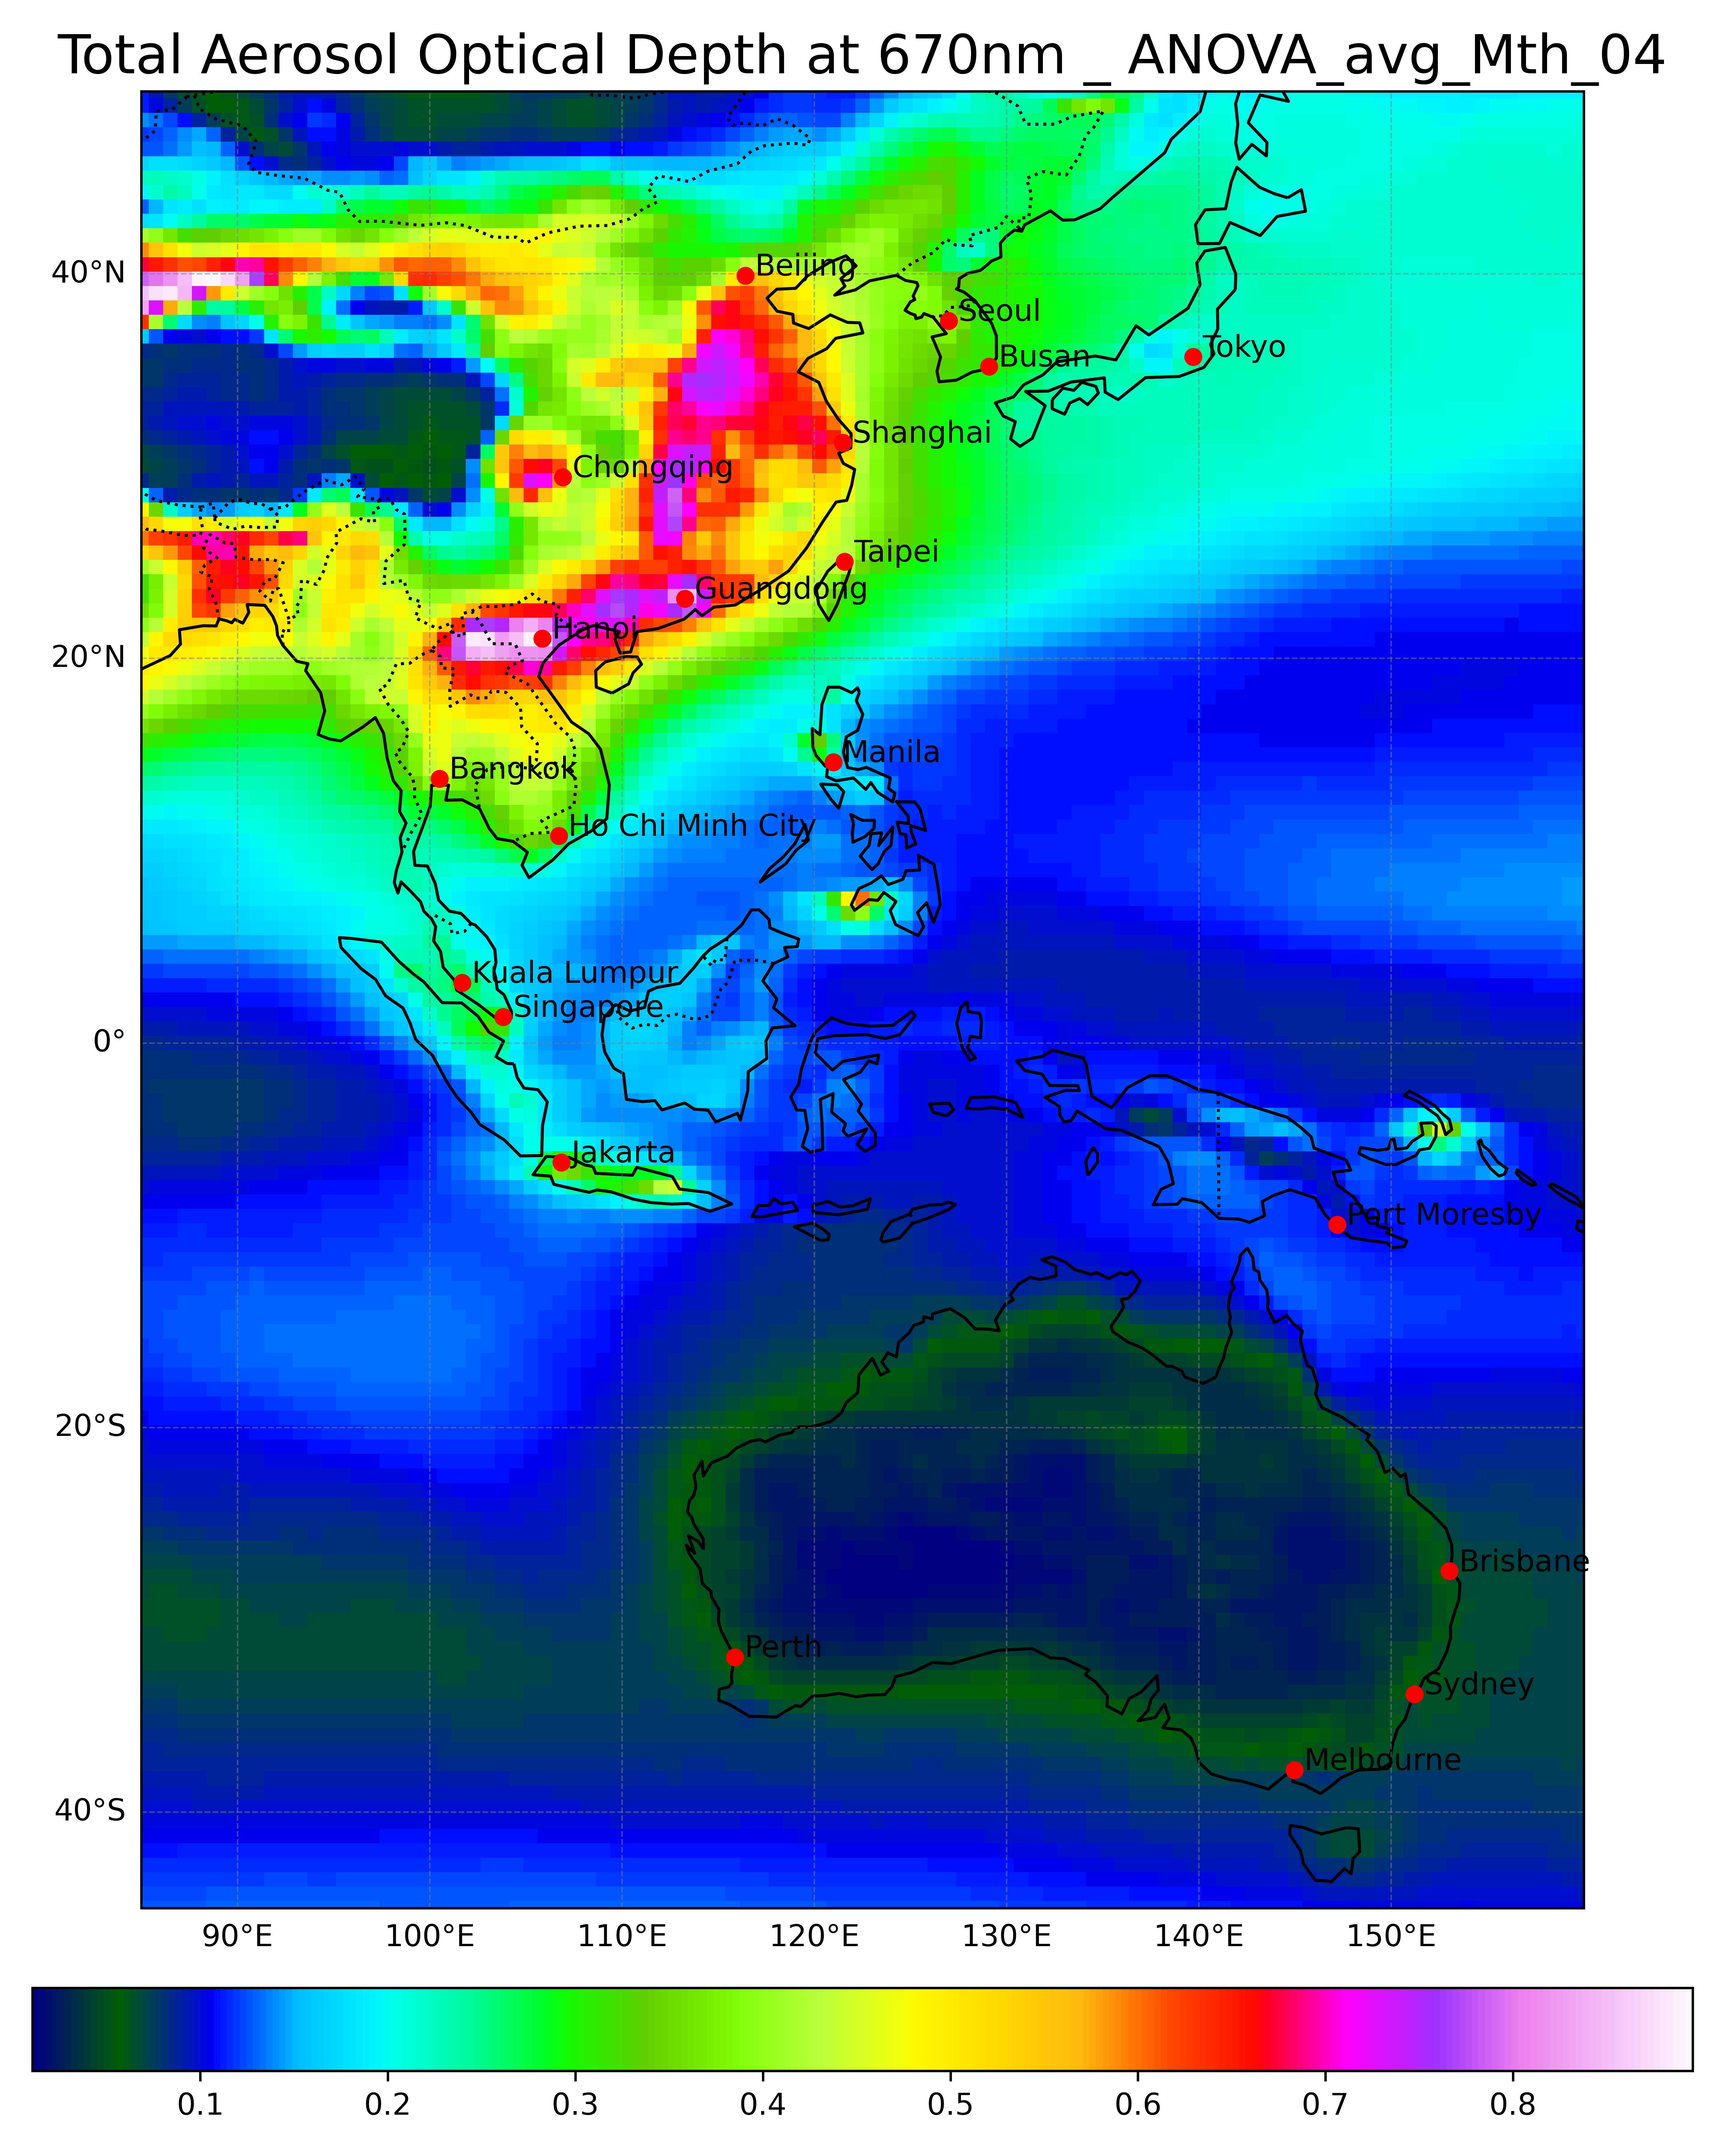 Total Aerosol Optical Depth at 670nm _ ANOVA_avg_Mth_04
40°N
20°N
0°
20°S
40°S
Beijing
Seoul
Tokyo
Busan
Shanghai
Chongqing
Taipei
Guangdong
Hanoi
Manila
Bangkok
Ho Chi Minh City
Kuala Lumpur
Singapore
Jakarta
Port Moresby
Brisbane
Perth
Sydney
Melbourne
90°E 100°E 110°E 120°E 130°E 140°E 150°E
0.1 0.2 0.3 0.4 0.5 0.6 0.7 0.8